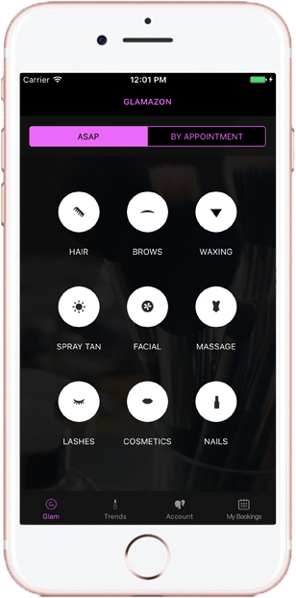 Carrier 12:01 PM
GLAMAZON
ASAP BY APPOINTMENT
HAIR BROWS WAXING
SPRAY TAN FACIAL MASSAGE
LASHES COSMETICS NAILS
Glam Trends Account My Bookings